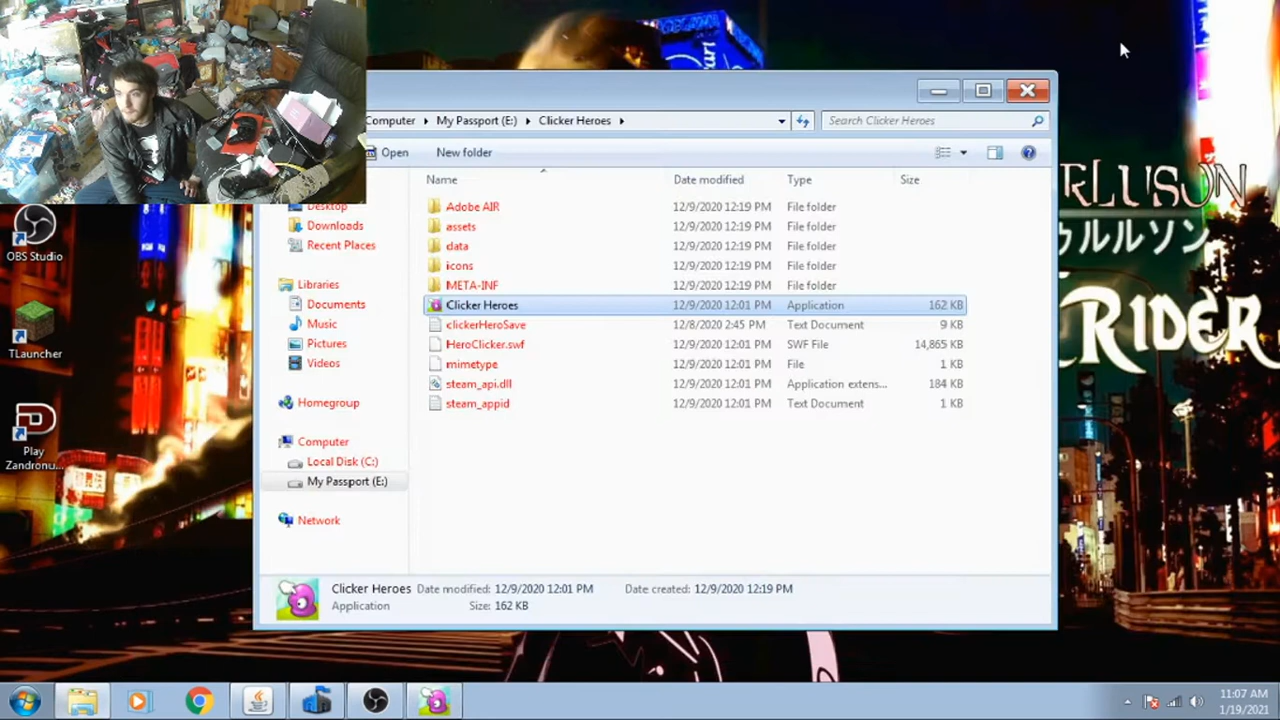 Computer My Passport (E:) Clicker Heroes Search Clicker Heroes
Open New folder
Name Date modified Type Size
Desktop
Downloads
Recent Places
Libraries
Documents
Music
Pictures
Videos
Homegroup
Computer
Local Disk (C:)
My Passport (E:)
Network
Adobe AIR 12/9/2020 12:19 PM File folder
assets 12/9/2020 12:19 PM File folder
data 12/9/2020 12:19 PM File folder
icons 12/9/2020 12:19 PM File folder
META-INF 12/9/2020 12:19 PM File folder
Clicker Heroes 12/9/2020 12:01 PM Application 162 KB
clickerHeroSave 12/8/2020 2:45 PM Text Document 9 KB
HeroClicker.swf 12/9/2020 12:01 PM SWF File 14,865 KB
mimetype 12/9/2020 12:01 PM File 1 KB
steam_api.dll 12/9/2020 12:01 PM Application extens... 184 KB
steam_appid 12/9/2020 12:01 PM Text Document 1 KB
Clicker Heroes Date modified: 12/9/2020 12:01 PM Date created: 12/9/2020 12:19 PM
Application Size: 162 KB
OBS Studio
TLauncher
Play
Zandronu...
RLUSON
ゥルルソン
RIDER
11:07 AM
1/19/2021